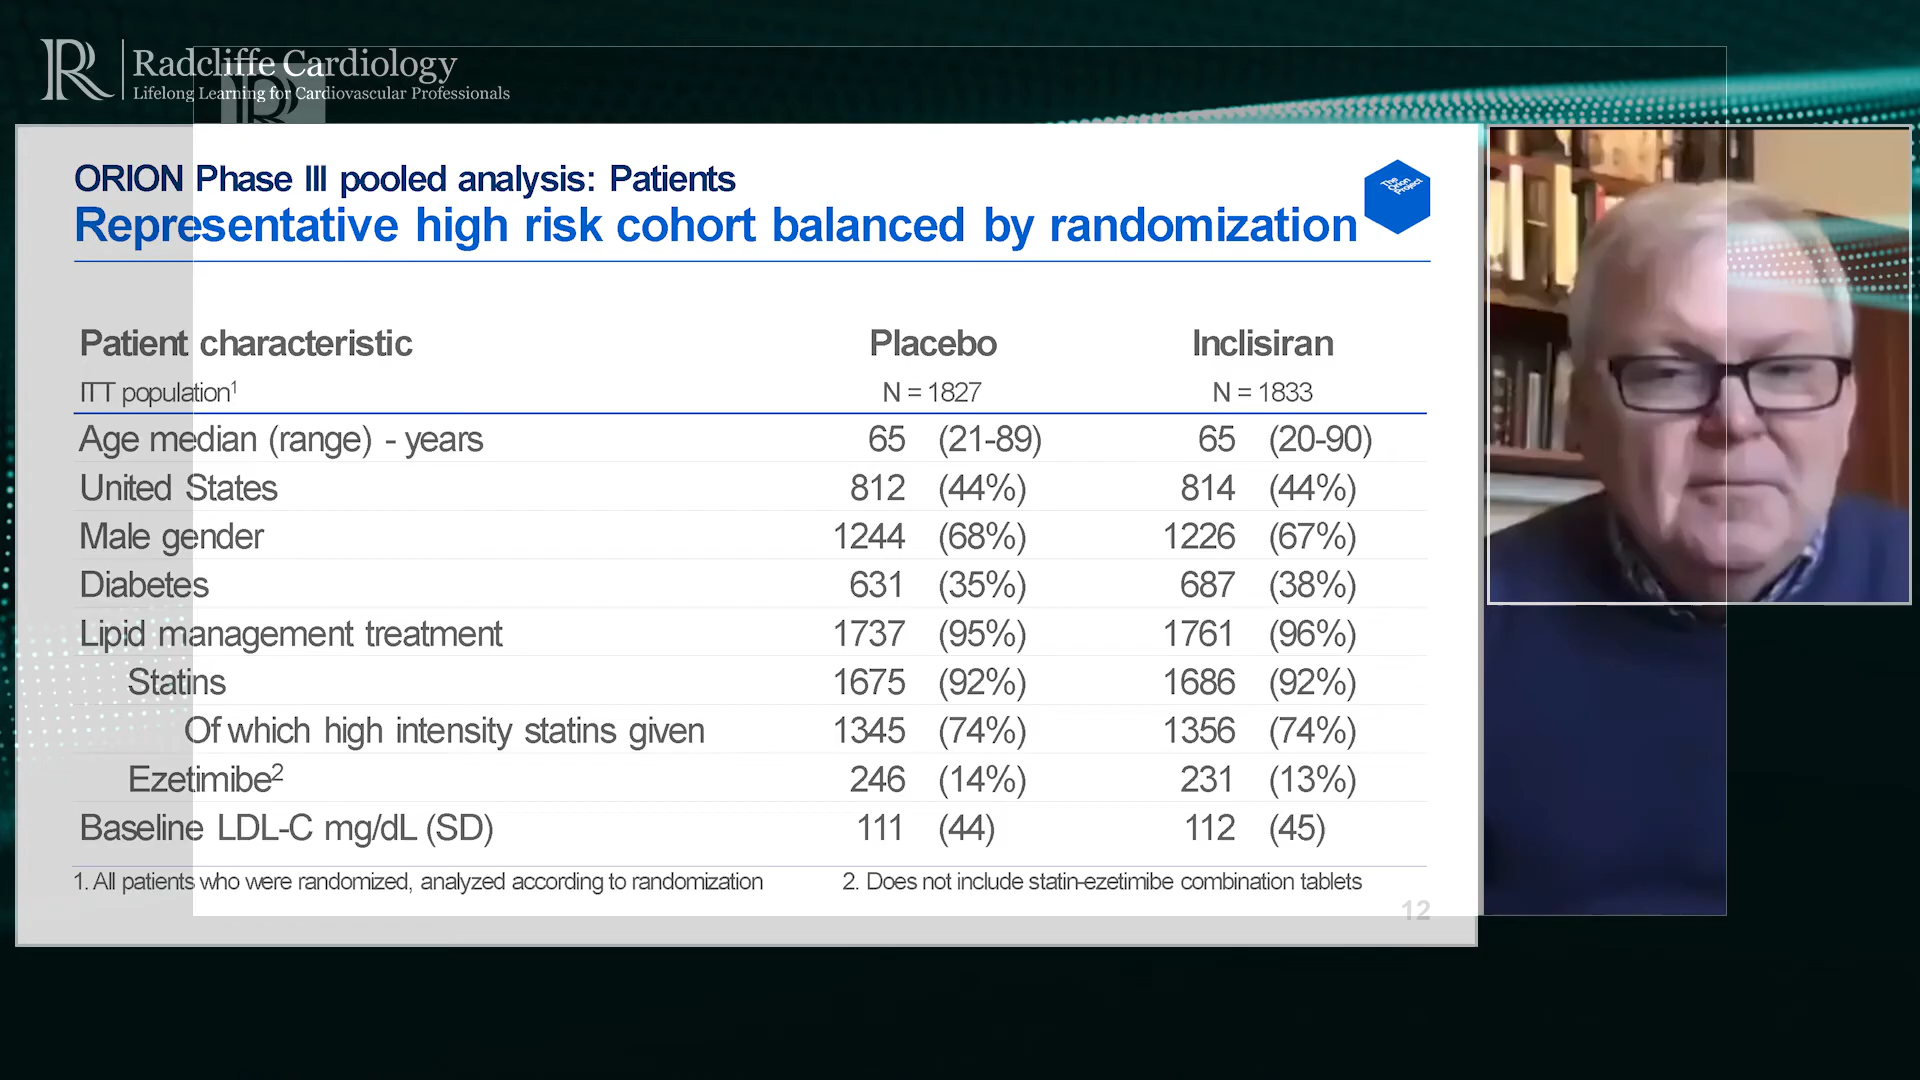 Radcliffe Cardiology
Lifelong Learning for Cardiovascular Professionals
ORION Phase III pooled analysis: Patients
Representative high risk cohort balanced by randomization
The Orion Project
Patient characteristic Placebo Inclisiran
ITT population¹ N = 1827 N = 1833
Age median (range) - years 65 (21-89) 65 (20-90)
United States 812 (44%) 814 (44%)
Male gender 1244 (68%) 1226 (67%)
Diabetes 631 (35%) 687 (38%)
Lipid management treatment 1737 (95%) 1761 (96%)
Statins 1675 (92%) 1686 (92%)
Of which high intensity statins given 1345 (74%) 1356 (74%)
Ezetimibe² 246 (14%) 231 (13%)
Baseline LDL-C mg/dL (SD) 111 (44) 112 (45)
1. All patients who were randomized, analyzed according to randomization 2. Does not include statin-ezetimibe combination tablets
12